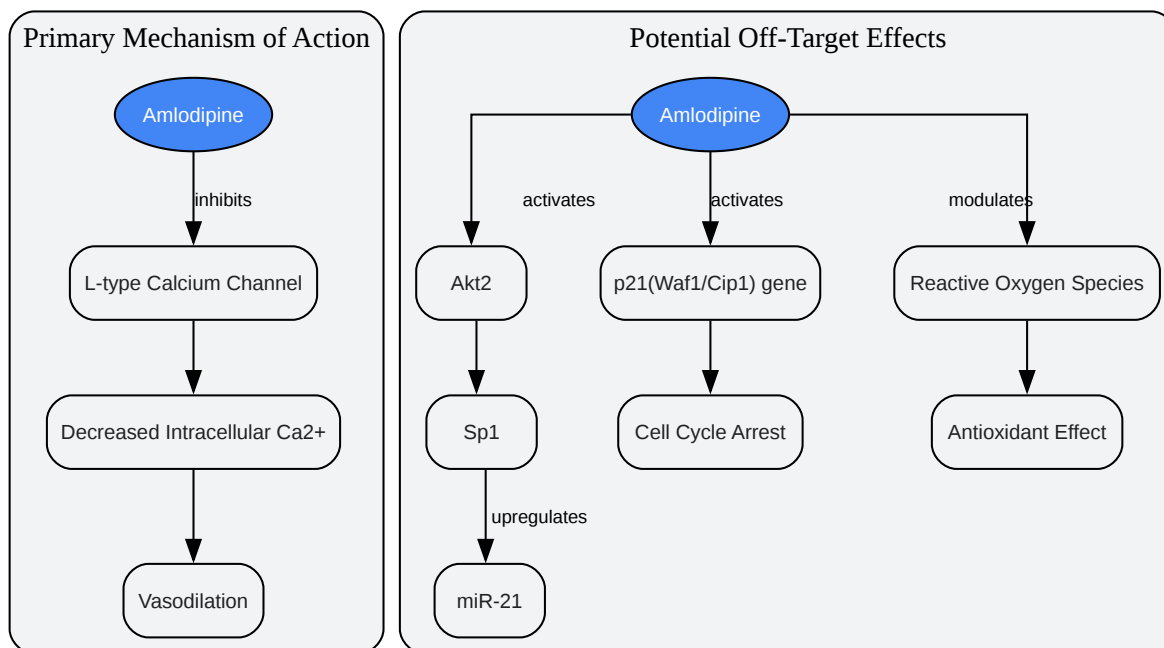 Primary Mechanism of Action
Amlodipine
inhibits
L-type Calcium Channel
Decreased Intracellular Ca2+
Vasodilation
Potential Off-Target Effects
Amlodipine
activates
activates
modulates
Akt2
p21(Waf1/Cip1) gene
Reactive Oxygen Species
Sp1
Cell Cycle Arrest
Antioxidant Effect
upregulates
miR-21